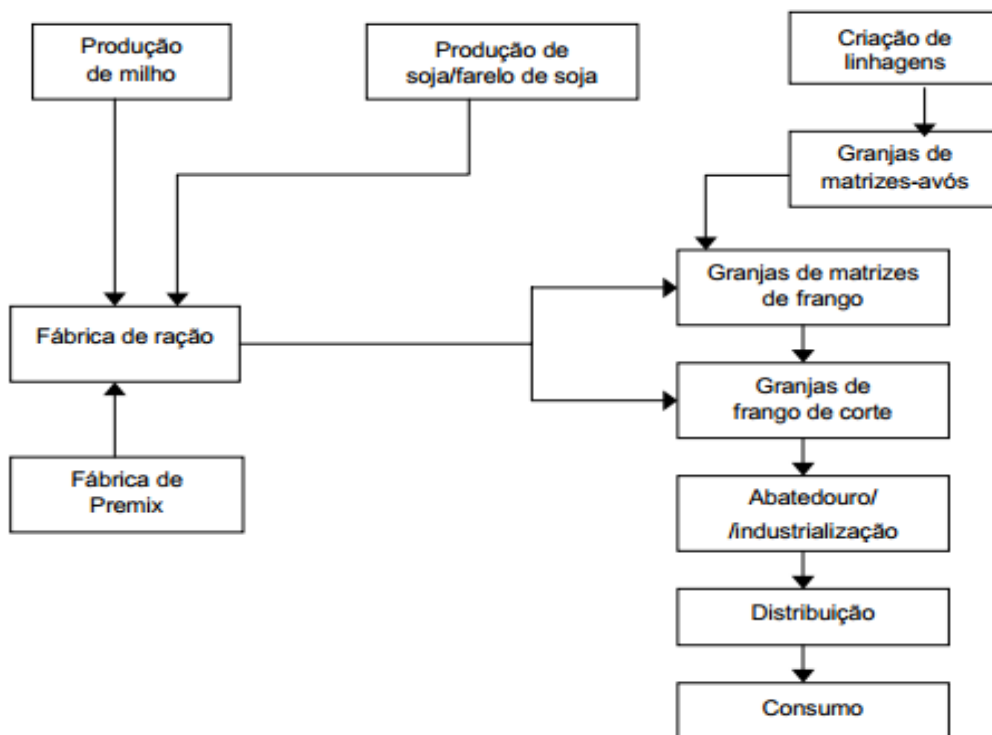 Produção
de milho
Produção de
soja/farelo de soja
Criação de
linhagens
Granjas de
matrizes-avós
Granjas de matrizes
de frango
Fábrica de ração
Granjas de
frango de corte
Fábrica de
Premix
Abatedouro/
/industrialização
Distribuição
Consumo